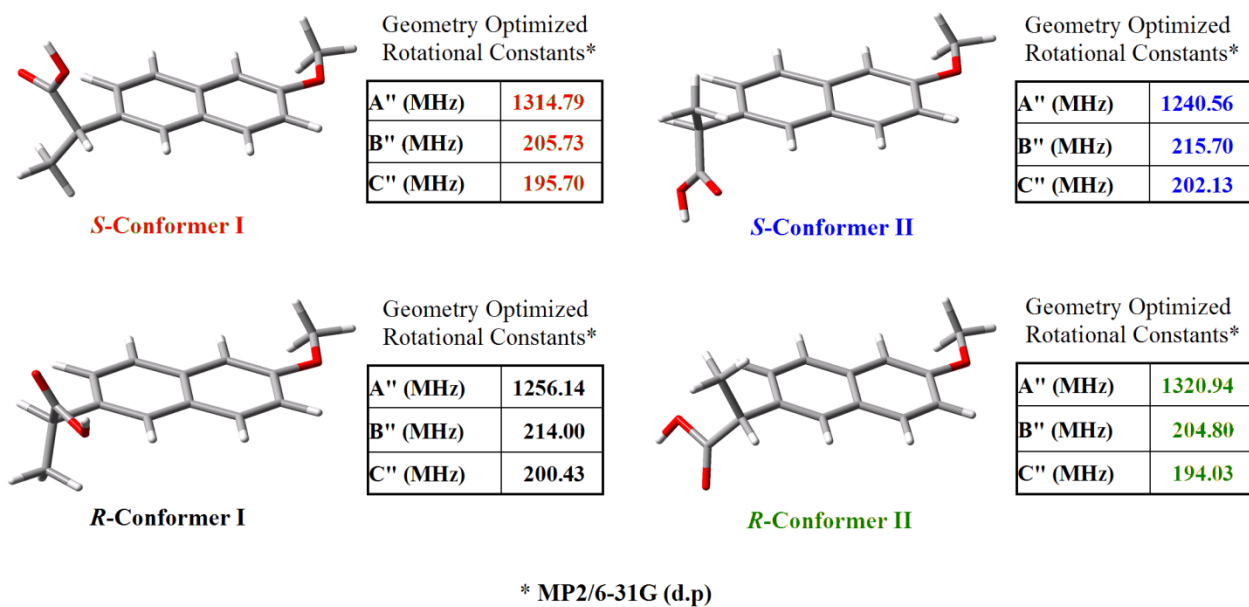 Geometry Optimized
Rotational Constants*
A" (MHz) 1314.79
B" (MHz) 205.73
C" (MHz) 195.70
S-Conformer I
Geometry Optimized
Rotational Constants*
A" (MHz) 1240.56
B" (MHz) 215.70
C" (MHz) 202.13
S-Conformer II
Geometry Optimized
Rotational Constants*
A" (MHz) 1256.14
B" (MHz) 214.00
C" (MHz) 200.43
R-Conformer I
Geometry Optimized
Rotational Constants*
A" (MHz) 1320.94
B" (MHz) 204.80
C" (MHz) 194.03
R-Conformer II
* MP2/6-31G (d.p)